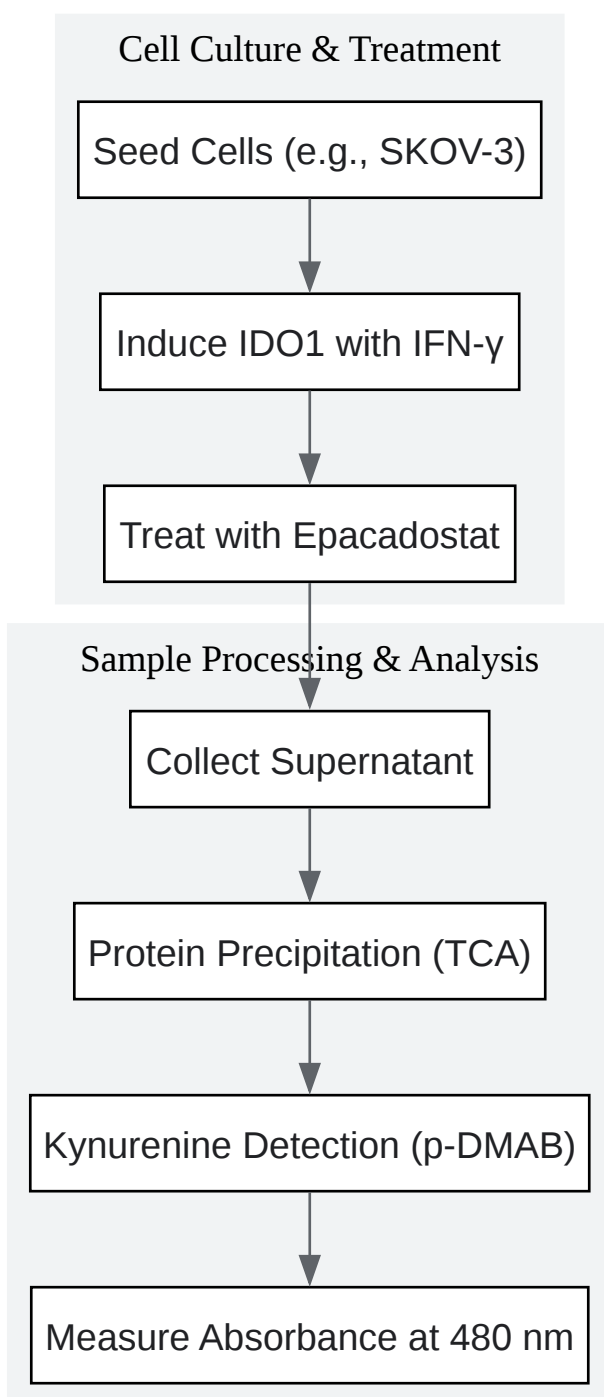 Cell Culture & Treatment
Seed Cells (e.g., SKOV-3)
Induce IDO1 with IFN-γ
Treat with Epacadostat
Sample Processing & Analysis
Collect Supernatant
Protein Precipitation (TCA)
Kynurenine Detection (p-DMAB)
Measure Absorbance at 480 nm